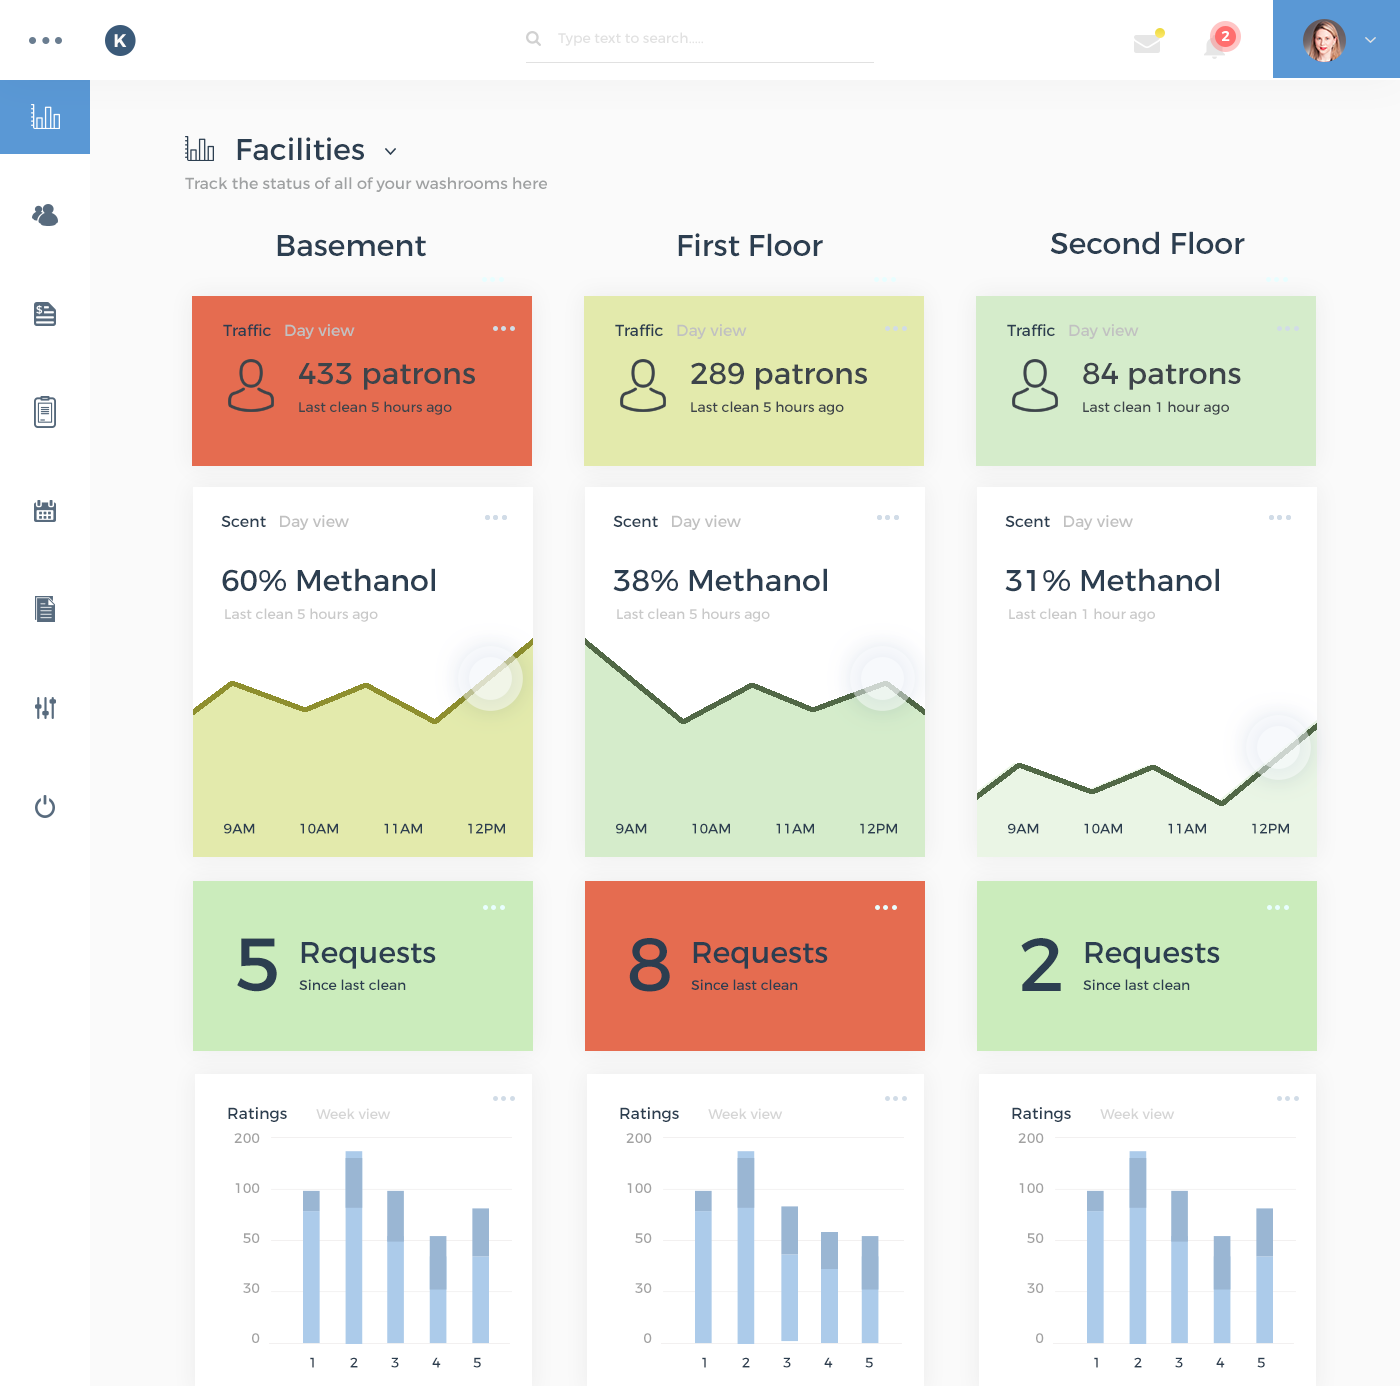 K
Type text to search.....
2
Facilities
Track the status of all of your washrooms here
Basement
First Floor
Second Floor
Traffic Day view
433 patrons
Last clean 5 hours ago
Traffic Day view
289 patrons
Last clean 5 hours ago
Traffic Day view
84 patrons
Last clean 1 hour ago
Scent Day view
60% Methanol
Last clean 5 hours ago
9AM 10AM 11AM 12PM
Scent Day view
38% Methanol
Last clean 5 hours ago
9AM 10AM 11AM 12PM
Scent Day view
31% Methanol
Last clean 1 hour ago
9AM 10AM 11AM 12PM
5 Requests
Since last clean
8 Requests
Since last clean
2 Requests
Since last clean
Ratings Week view
200
100
50
30
0
1 2 3 4 5
Ratings Week view
200
100
50
30
0
1 2 3 4 5
Ratings Week view
200
100
50
30
0
1 2 3 4 5